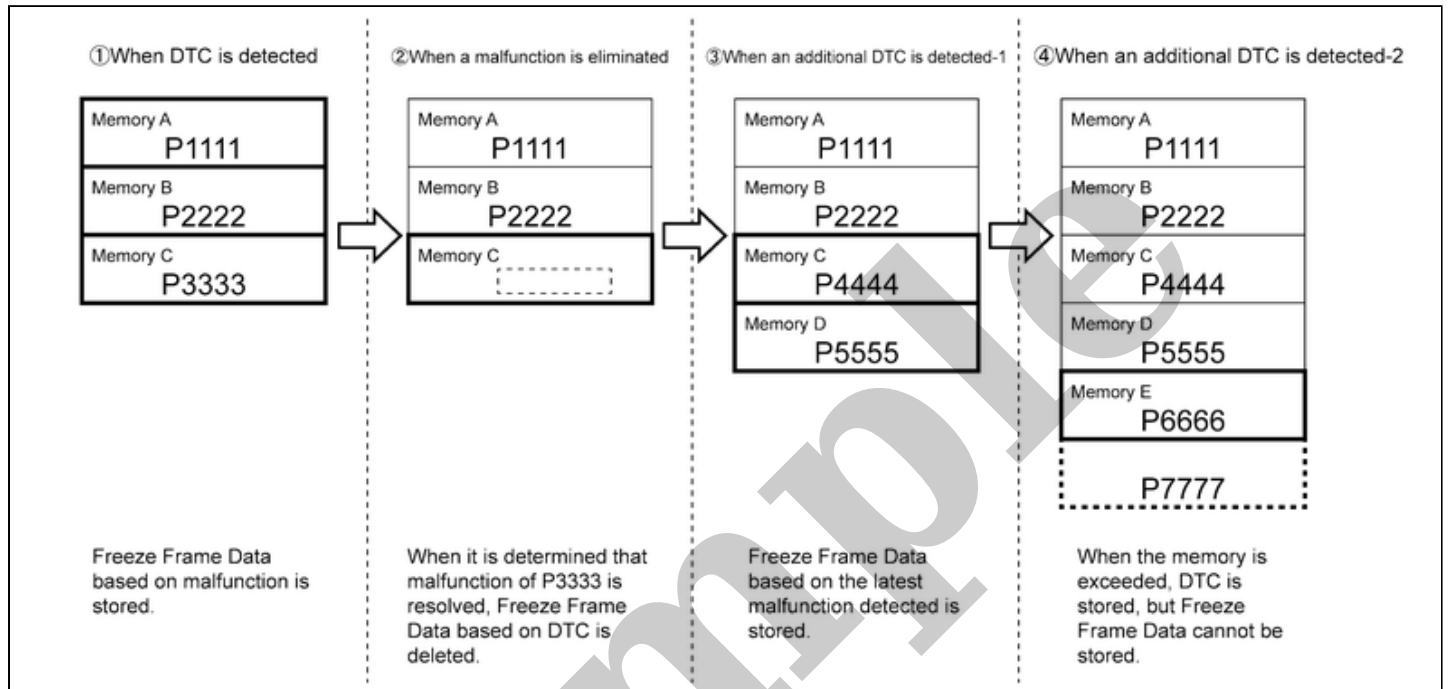 ①When DTC is detected
Memory A
P1111
Memory B
P2222
Memory C
P3333
Freeze Frame Data
based on malfunction is
stored.
②When a malfunction is eliminated
Memory A
P1111
Memory B
P2222
Memory C
When it is determined that
malfunction of P3333 is
resolved, Freeze Frame
Data based on DTC is
deleted.
③When an additional DTC is detected-1
Memory A
P1111
Memory B
P2222
Memory C
P4444
Memory D
P5555
Freeze Frame Data
based on the latest
malfunction detected is
stored.
④When an additional DTC is detected-2
Memory A
P1111
Memory B
P2222
Memory C
P4444
Memory D
P5555
Memory E
P6666
P7777
When the memory is
exceeded, DTC is
stored, but Freeze
Frame Data cannot be
stored.
mple